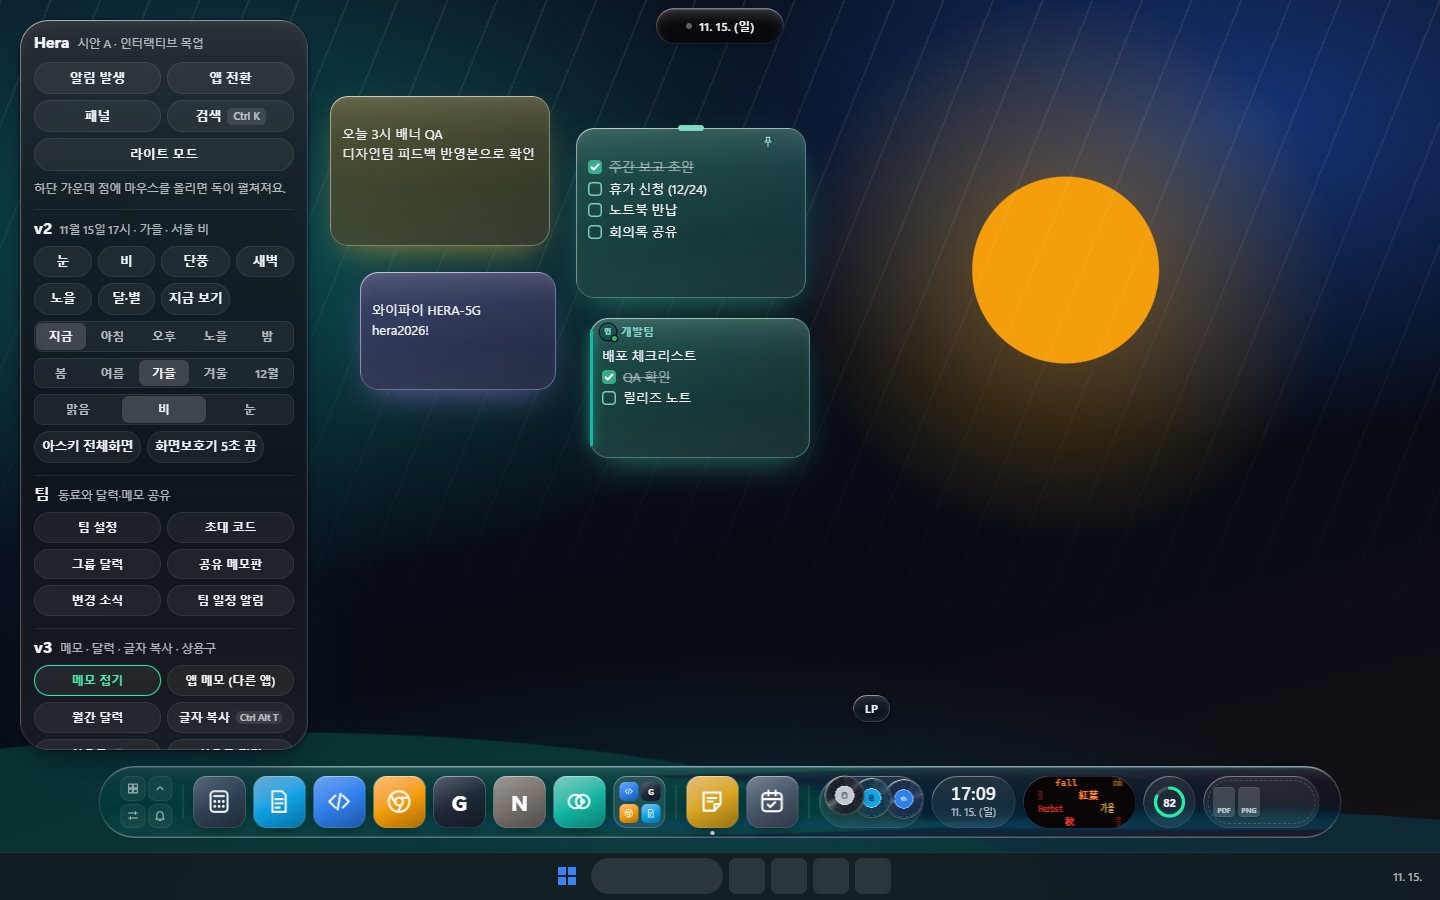 Hera 시안 A · 인터랙티브 목업
알림 발생
앱 전환
패널
검색 Ctrl K
라이트 모드
하단 가운데 점에 마우스를 올리면 독이 펼쳐져요.
v2 11월 15일 17시 · 가을 · 서울 비
눈
비
단풍
새벽
노을
달·별
지금 보기
지금
아침
오후
노을
밤
봄
여름
가을
겨울
12월
맑음
비
눈
아스키 전체화면
화면보호기 5초 끔
팀 동료와 달력·메모 공유
팀 설정
초대 코드
그룹 달력
공유 메모판
변경 소식
팀 일정 알림
v3 메모 · 달력 · 글자 복사 · 상용구
메모 접기
앱 메모 (다른 앱)
월간 달력
글자 복사 Ctrl Alt T
11. 15. (일)
오늘 3시 배너 QA
디자인팀 피드백 반영본으로 확인
주간 보고 초안
휴가 신청 (12/24)
노트북 반납
회의록 공유
와이파이 HERA-5G
hera2026!
민 개발팀
배포 체크리스트
QA 확인
릴리즈 노트
LP
G
N
G
17:09
11. 15. (일)
fall
紅葉
Herbst
가을
秋
82
PDF
PNG
11. 15.